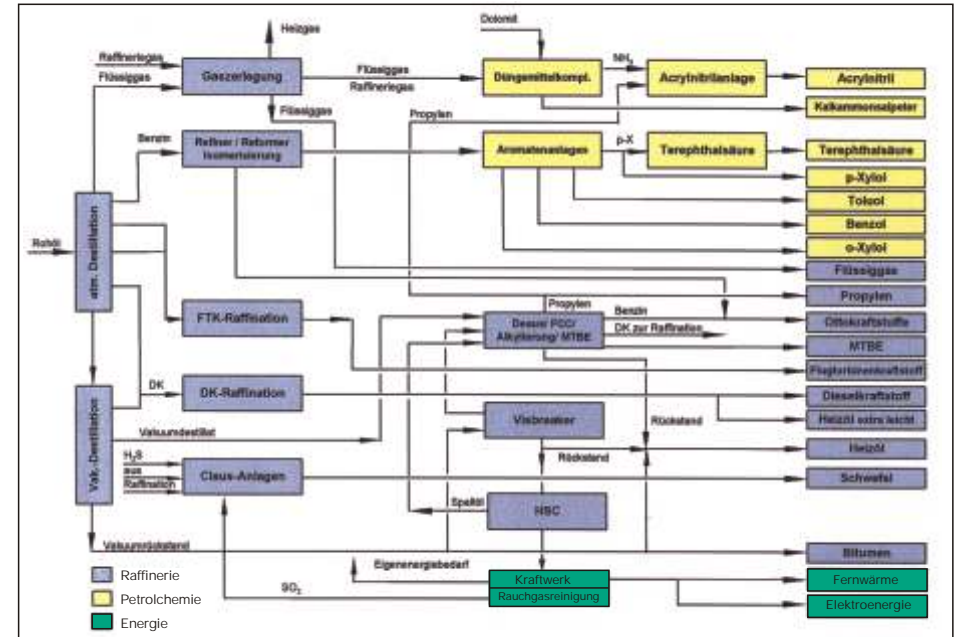 Heizgas
Dolomit
Raffineriegas
Flüssiggas
Gaszerlegung
Flüssiggas
Raffineriegas
Düngemittelkompl.
NH₃
Acrylnitrilanlage
Acrylnitril
Flüssiggas
Propylen
Kalkammonsalpeter
Benzin
Refiner / Reformer
Isomerisierung
Aromatenanlagen
p-X
Terephthalsäure
Terephthalsäure
p-Xylol
Toluol
Benzol
o-Xylol
Rohöl
atm. Destillation
Flüssiggas
Propylen
Propylen
FTK-Raffination
Desus/ FCC/
Alkylierung/ MTBE
Benzin
DK zur Raffination
Ottokraftstoffe
MTBE
Flugturbinenkraftstoff
DK
DK-Raffination
Dieselkraftstoff
Heizöl extra leicht
Vak.-Destillation
Vakuumdestillat
Visbreaker
Rückstand
Heizöl
H₂S
aus
Raffination
Claus-Anlagen
Rückstand
Schwefel
Spaltöl
HSC
Vakuumrückstand
Bitumen
Eigenenergiebedarf
Raffinerie
SO₂
Kraftwerk
Rauchgasreinigung
Fernwärme
Petrolchemie
Elektroenergie
Energie